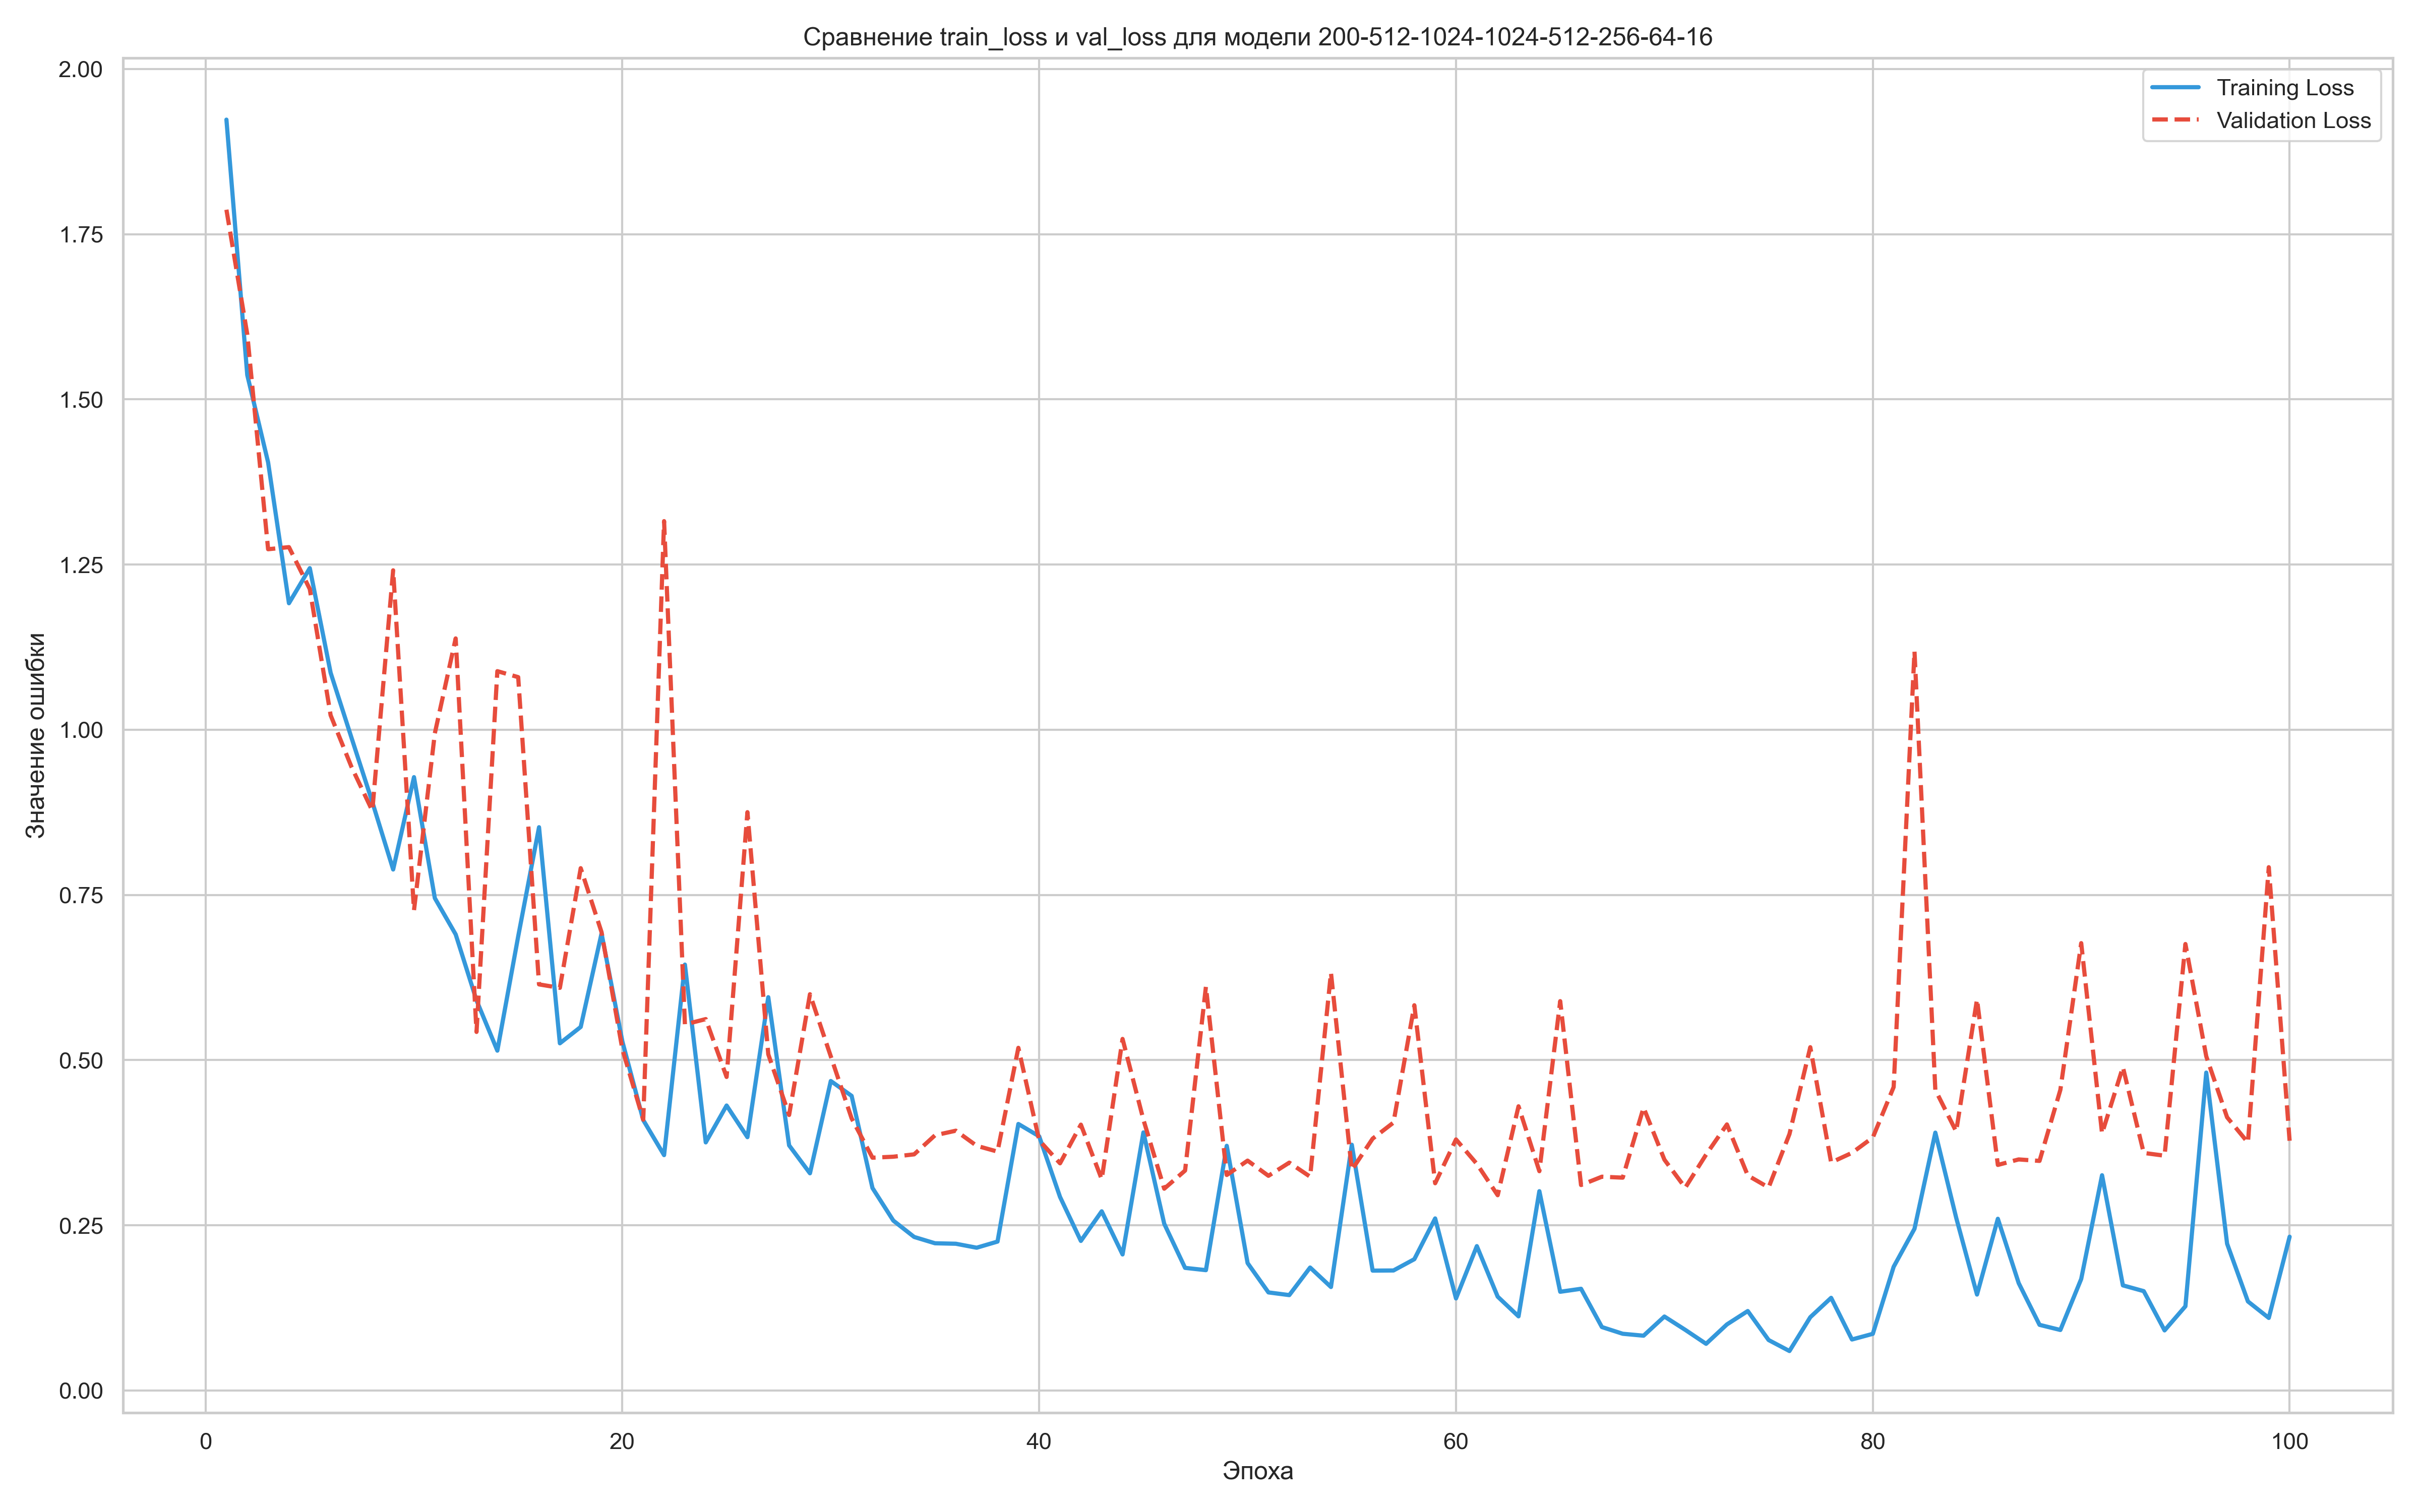 Сравнение train_loss и val_loss для модели 200-512-1024-1024-512-256-64-16
Training Loss
Validation Loss
Значение ошибки
2.00
1.75
1.50
1.25
1.00
0.75
0.50
0.25
0.00
0 20 40 60 80 100
Эпоха